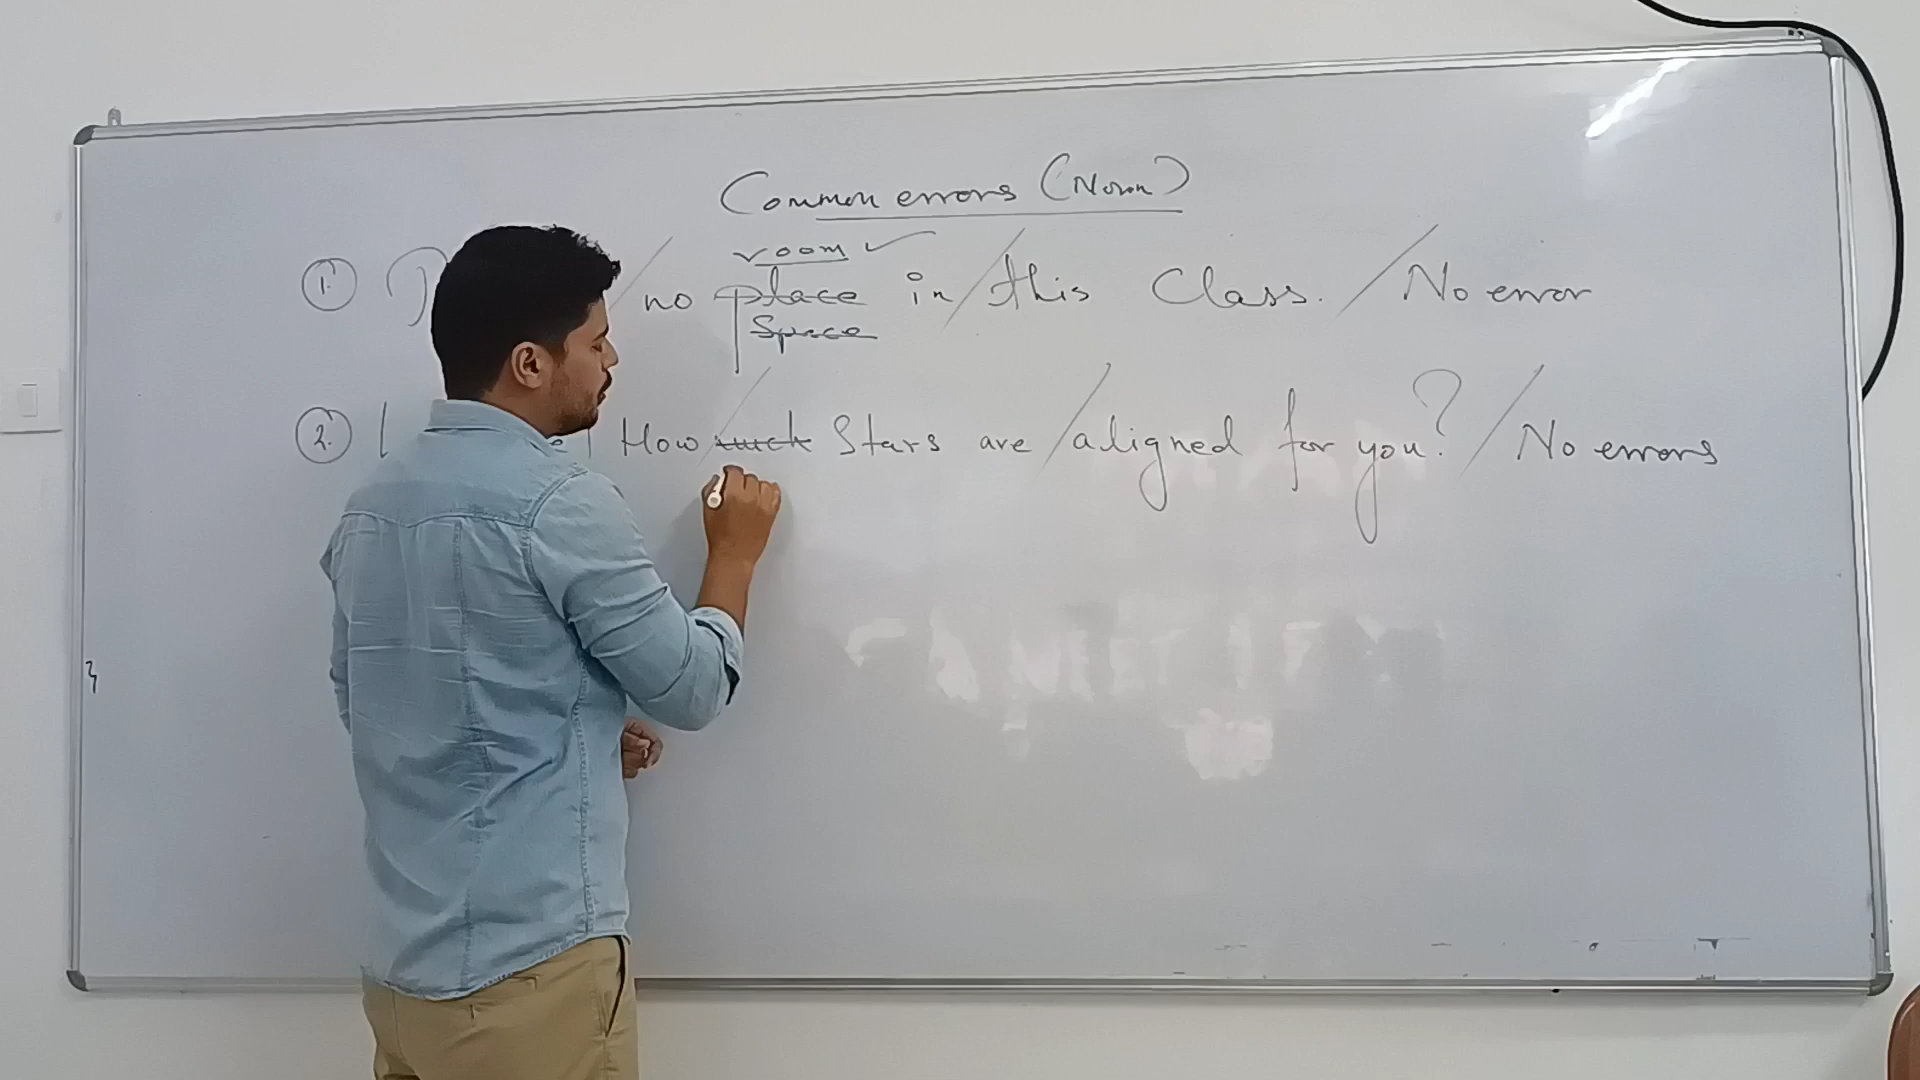 Common errors (Noun)
room ✓
1. no place in / this Class. / No error
Space
2. How much Stars are / aligned for you? / No errors